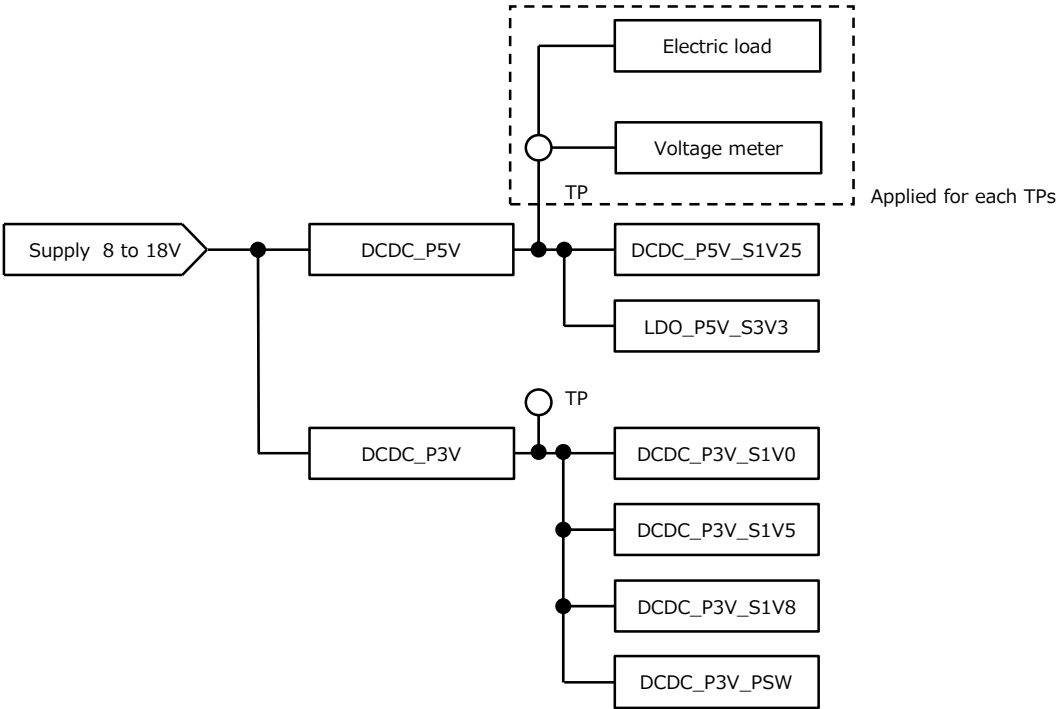 Electric load
Voltage meter
TP
Applied for each TPs
Supply 8 to 18V
DCDC_P5V
DCDC_P5V_S1V25
LDO_P5V_S3V3
TP
DCDC_P3V
DCDC_P3V_S1V0
DCDC_P3V_S1V5
DCDC_P3V_S1V8
DCDC_P3V_PSW